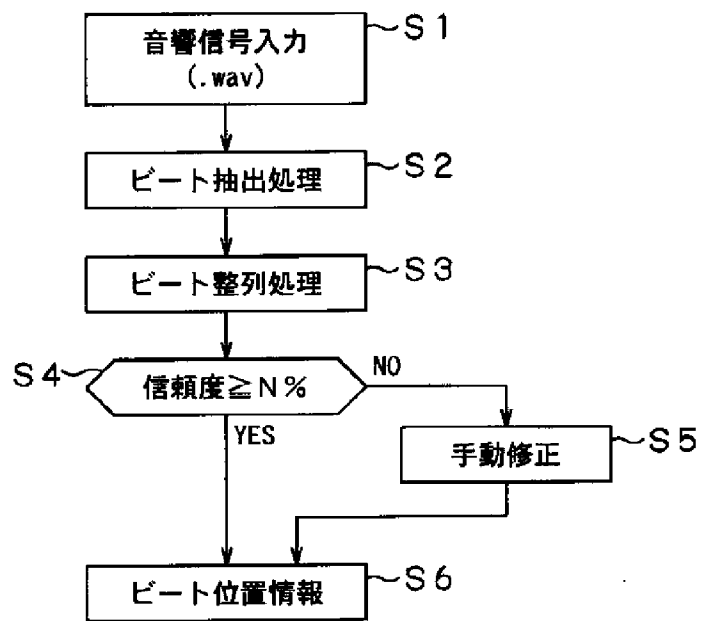 音響信号入力
(.wav)
S1
ビート抽出処理
S2
ビート整列処理
S3
S4
信頼度≧N%
NO
YES
手動修正
S5
ビート位置情報
S6